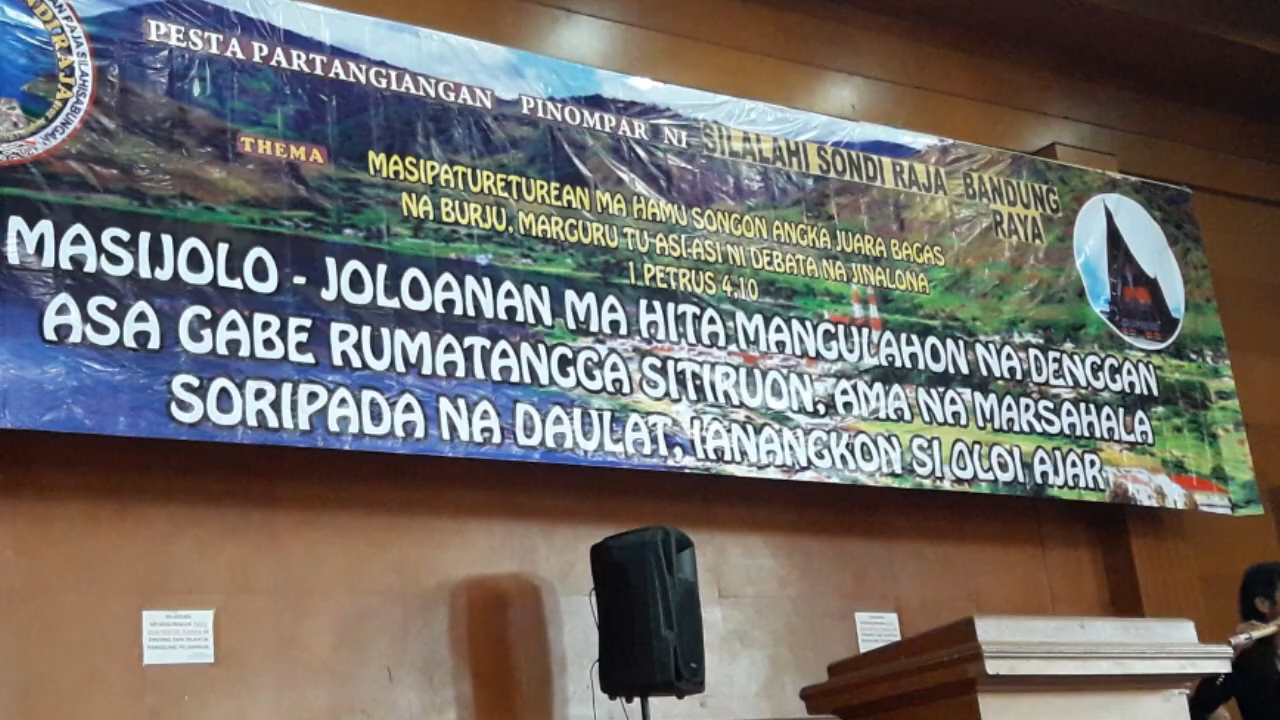 PESTA PARTANGIANGAN PINOMPAR NI SILALAHI SONDI RAJA BANDUNG
RAYA
THEMA
MASIPATURETUREAN MA HAMU SONGON ANGKA JUARA BAGAS
NA BURJU, MARGURU TU ASI-ASI NI DEBATA NA JINALONA
1 PETRUS 4,10
MASIJOLO - JOLOANAN MA HITA MANGULAHON NA DENGGAN
ASA GABE RUMATANGGA SITIRUON, AMA NA MARSAHALA
SORIPADA NA DAULAT, IANANGKON SI OLOI AJAR